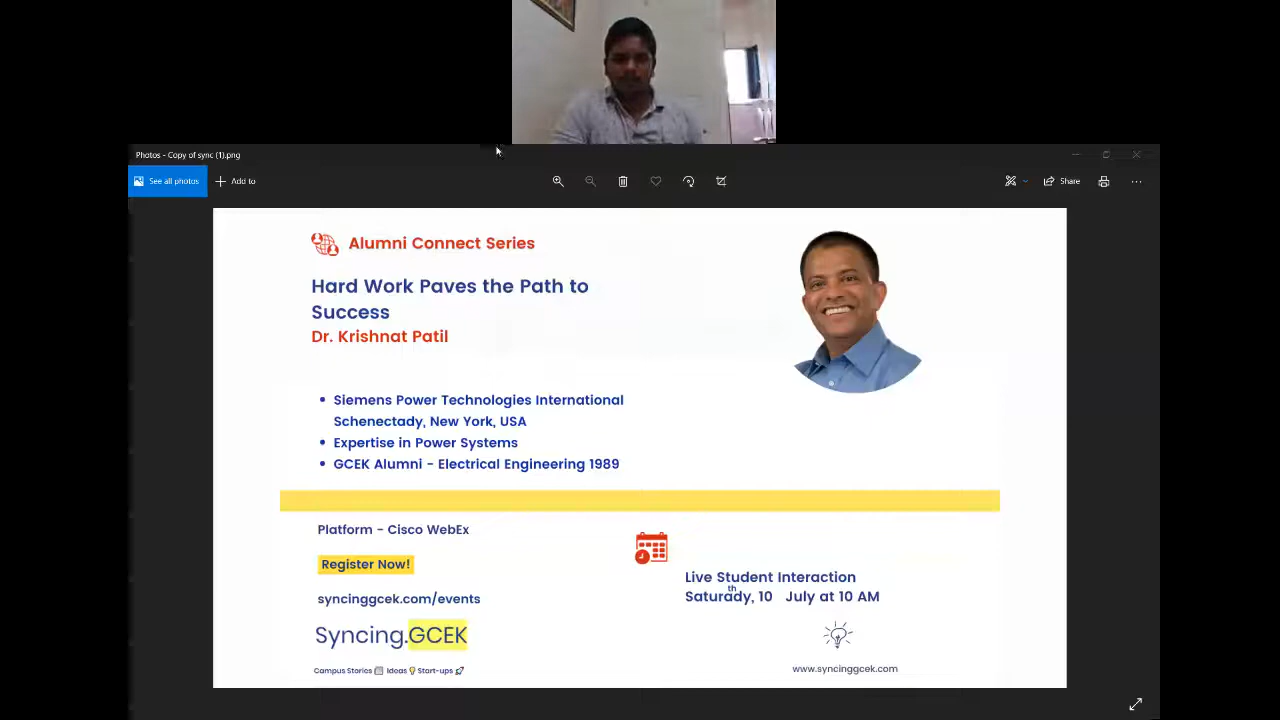 Photos - Copy of sync (1).png
See all photos
Add to
Share
Alumni Connect Series
Hard Work Paves the Path to
Success
Dr. Krishnat Patil
• Siemens Power Technologies International
Schenectady, New York, USA
• Expertise in Power Systems
• GCEK Alumni - Electrical Engineering 1989
Platform - Cisco WebEx
Register Now!
syncinggcek.com/events
Syncing.GCEK
Campus Stories Ideas Start-ups
Live Student Interaction
Saturady, 10th July at 10 AM
www.syncinggcek.com